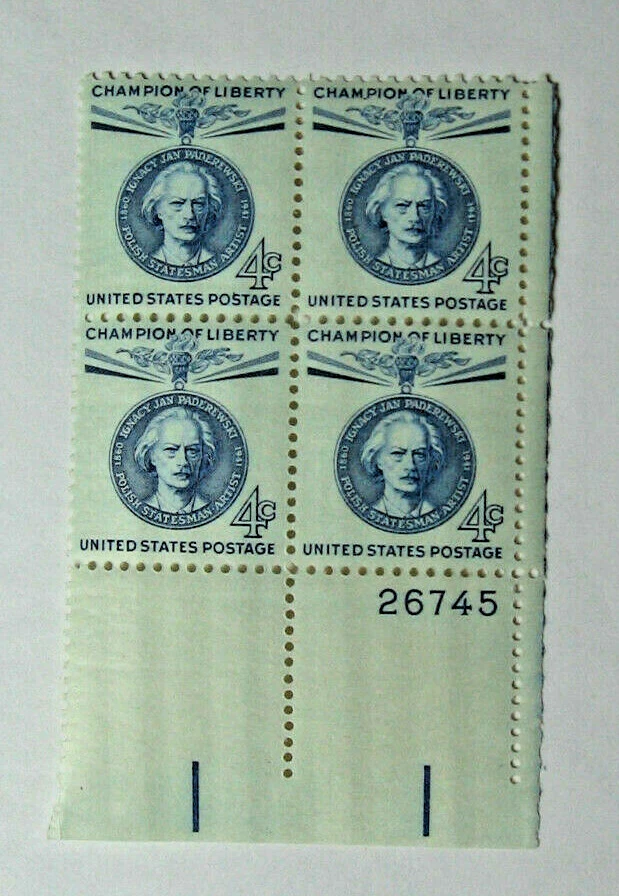 CHAMPION OF LIBERTY
IGNACY JAN PADEREWSKI
1860 1941
POLISH STATESMAN ARTIST
4c
UNITED STATES POSTAGE
CHAMPION OF LIBERTY
IGNACY JAN PADEREWSKI
1860 1941
POLISH STATESMAN ARTIST
4c
UNITED STATES POSTAGE
CHAMPION OF LIBERTY
1860 IGNACY JAN PADEREWSKI 1941
POLISH STATESMAN ARTIST
4c
UNITED STATES POSTAGE
CHAMPION OF LIBERTY
1860 IGNACY JAN PADEREWSKI 1941
POLISH STATESMAN ARTIST
4c
UNITED STATES POSTAGE
26745